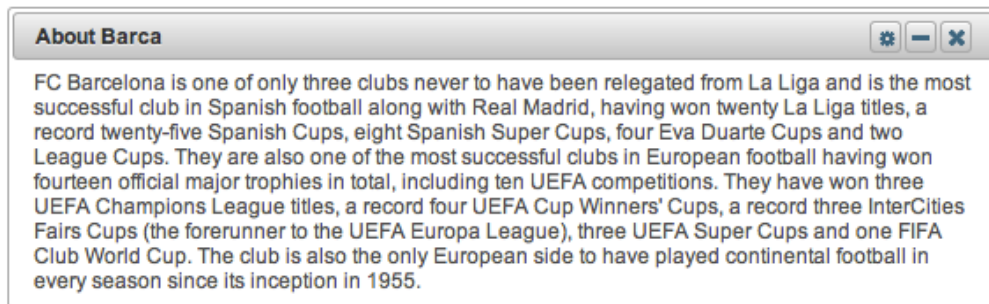 About Barca
FC Barcelona is one of only three clubs never to have been relegated from La Liga and is the most
successful club in Spanish football along with Real Madrid, having won twenty La Liga titles, a
record twenty-five Spanish Cups, eight Spanish Super Cups, four Eva Duarte Cups and two
League Cups. They are also one of the most successful clubs in European football having won
fourteen official major trophies in total, including ten UEFA competitions. They have won three
UEFA Champions League titles, a record four UEFA Cup Winners' Cups, a record three InterCities
Fairs Cups (the forerunner to the UEFA Europa League), three UEFA Super Cups and one FIFA
Club World Cup. The club is also the only European side to have played continental football in
every season since its inception in 1955.